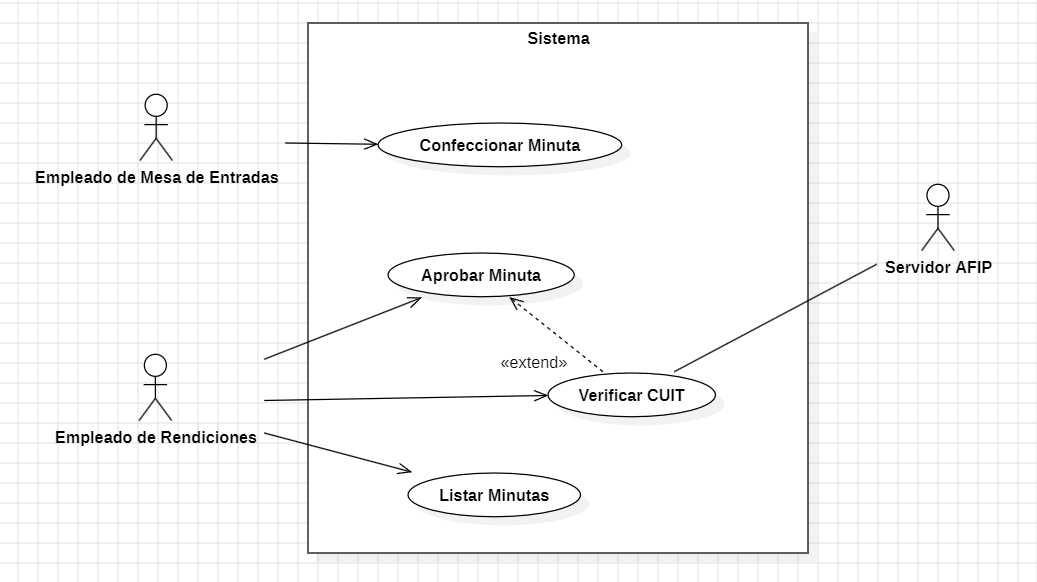 Sistema
Confeccionar Minuta
Empleado de Mesa de Entradas
Aprobar Minuta
Servidor AFIP
«extend»
Verificar CUIT
Empleado de Rendiciones
Listar Minutas